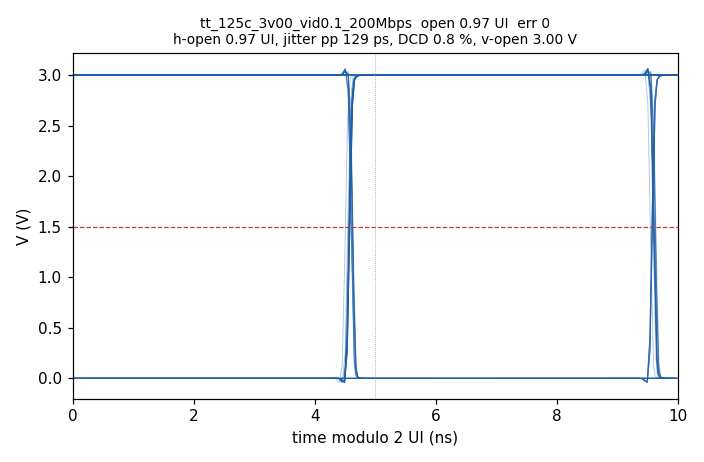 tt_125c_3v00_vid0.1_200Mbps  open 0.97 UI  err 0
h-open 0.97 UI, jitter pp 129 ps, DCD 0.8 %, v-open 3.00 V
3.0
2.5
2.0
1.5
1.0
0.5
0.0
V (V)
0 2 4 6 8 10
time modulo 2 UI (ns)